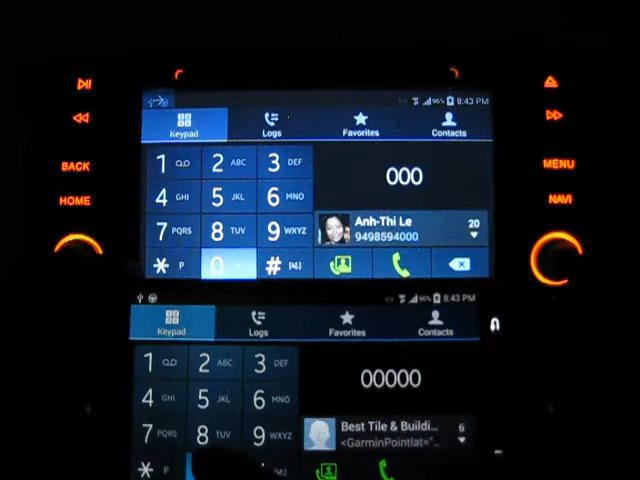 96% 8:43 PM
Keypad Logs Favorites Contacts
BACK
HOME
MENU
NAVI
1 2 ABC 3 DEF
4 GHI 5 JKL 6 MNO
7 PQRS 8 TUV 9 WXYZ
* P 0 #
000
Anh-Thi Le 20
9498594000
96% 8:43 PM
Keypad Logs Favorites Contacts
1 2 ABC 3 DEF
4 GHI 5 JKL 6 MNO
7 PQRS 8 TUV 9 WXYZ
* P
00000
Best Tile & Buildi... 6
<GarminPointlat="...